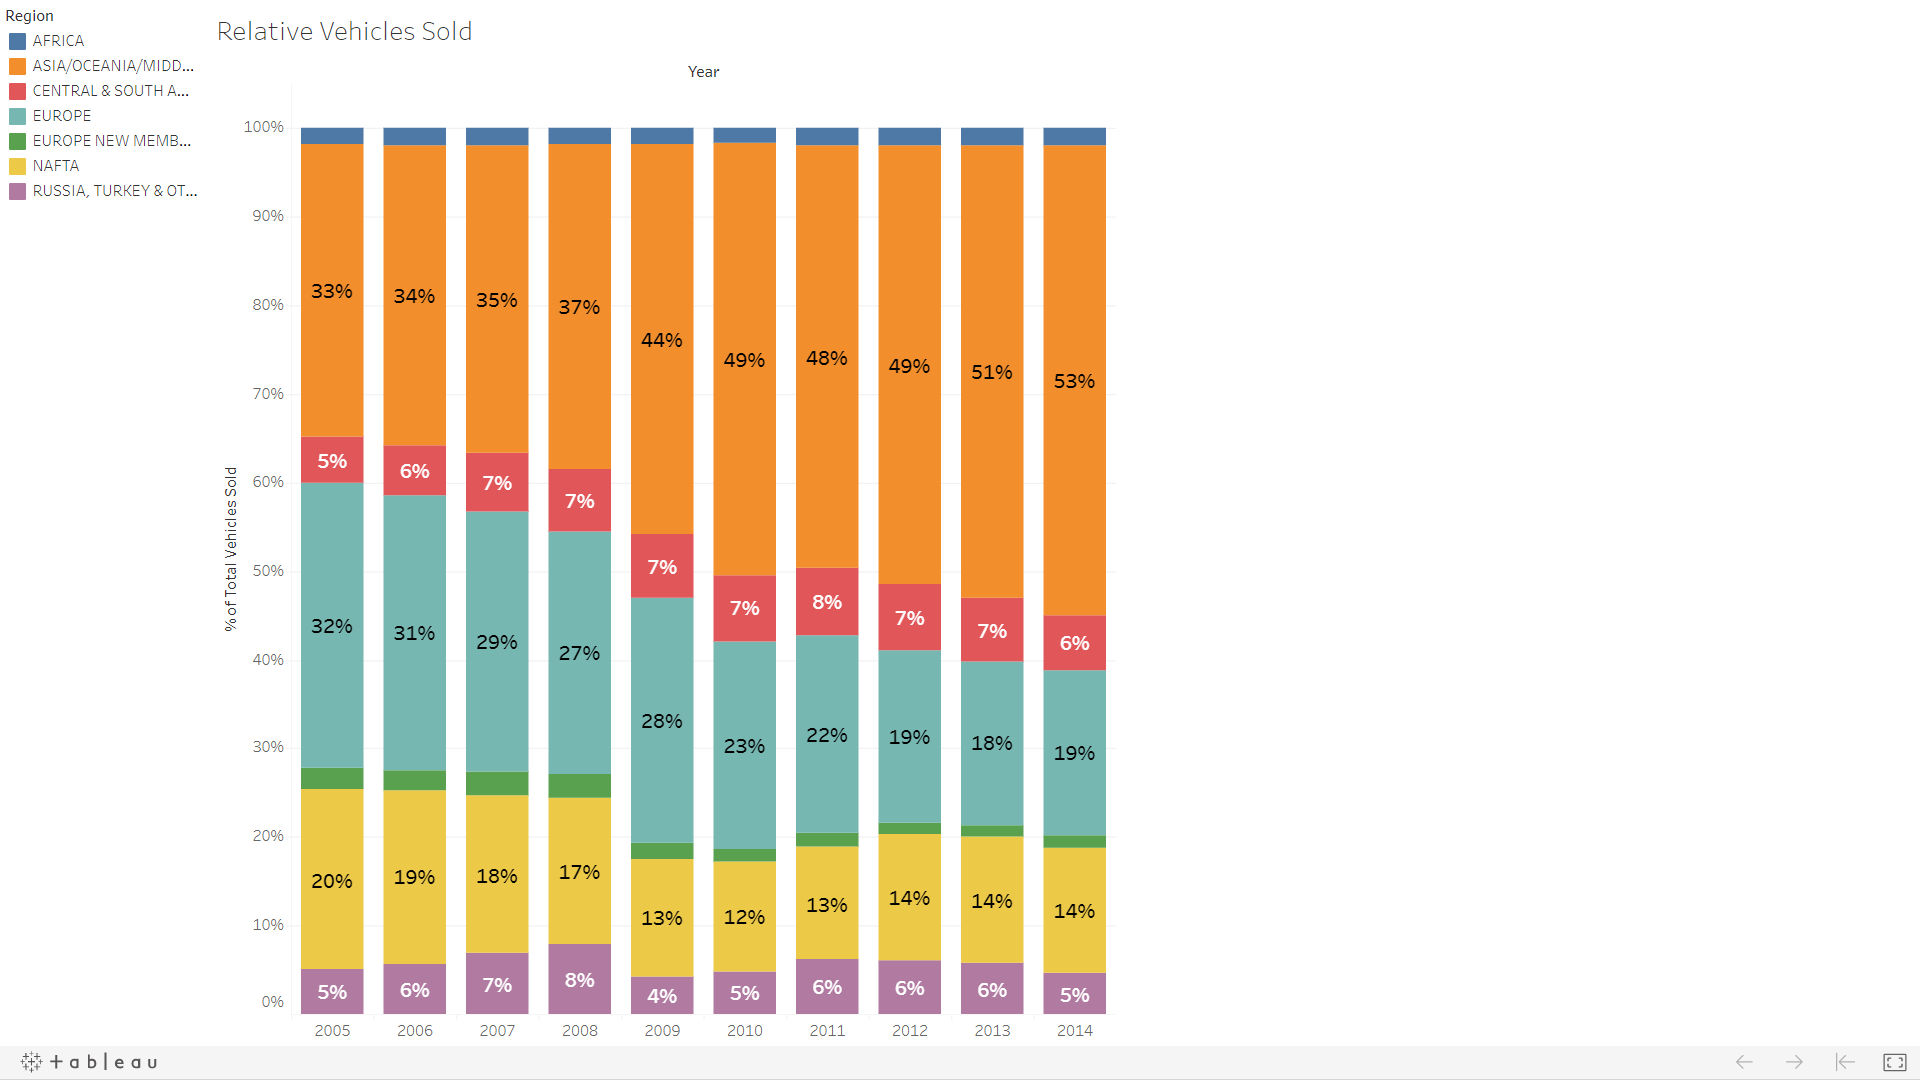 Region
AFRICA
ASIA/OCEANIA/MIDD...
CENTRAL & SOUTH A...
EUROPE
EUROPE NEW MEMB...
NAFTA
RUSSIA, TURKEY & OT...
Relative Vehicles Sold
Year
% of Total Vehicles Sold
100%
90%
80%
70%
60%
50%
40%
30%
20%
10%
0%
33% 34% 35% 37% 44% 49% 48% 49% 51% 53%
5% 6% 7% 7% 7% 7% 8% 7% 7% 6%
32% 31% 29% 27% 28% 23% 22% 19% 18% 19%
20% 19% 18% 17% 13% 12% 13% 14% 14% 14%
5% 6% 7% 8% 4% 5% 6% 6% 6% 5%
2005 2006 2007 2008 2009 2010 2011 2012 2013 2014
+ableau